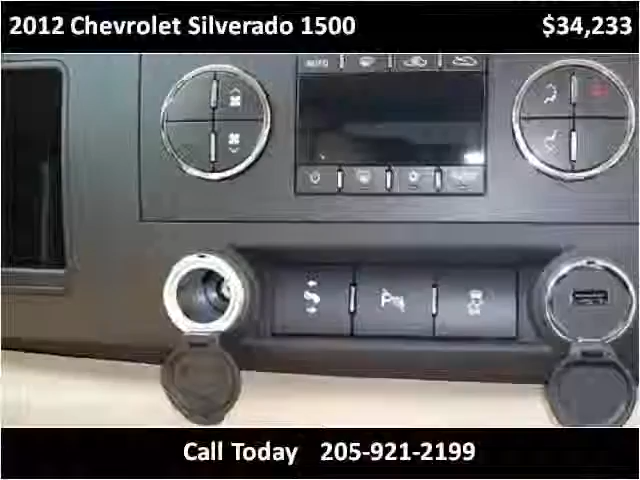 2012 Chevrolet Silverado 1500 $34,233
AUTO
Call Today 205-921-2199